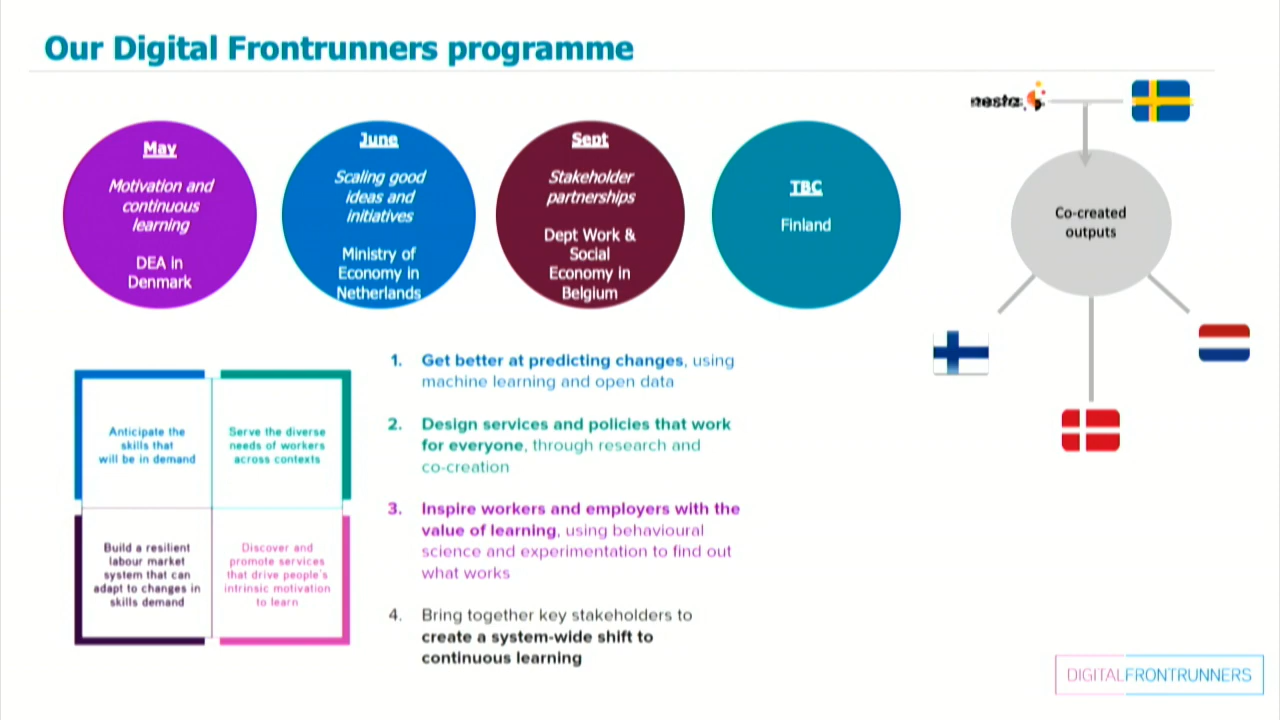 Our Digital Frontrunners programme
nesta
May
Motivation and
continuous
learning
DEA in
Denmark
June
Scaling good
ideas and
initiatives
Ministry of
Economy in
Netherlands
Sept
Stakeholder
partnerships
Dept Work &
Social
Economy in
Belgium
TBC
Finland
Co-created
outputs
Anticipate the
skills that
will be in demand
Serve the diverse
needs of workers
across contexts
Build a resilient
labour market
system that can
adapt to changes in
skills demand
Discover and
promote services
that drive people's
intrinsic motivation
to learn
1. Get better at predicting changes, using
machine learning and open data
2. Design services and policies that work
for everyone, through research and
co-creation
3. Inspire workers and employers with the
value of learning, using behavioural
science and experimentation to find out
what works
4. Bring together key stakeholders to
create a system-wide shift to
continuous learning
DIGITALFRONTRUNNERS